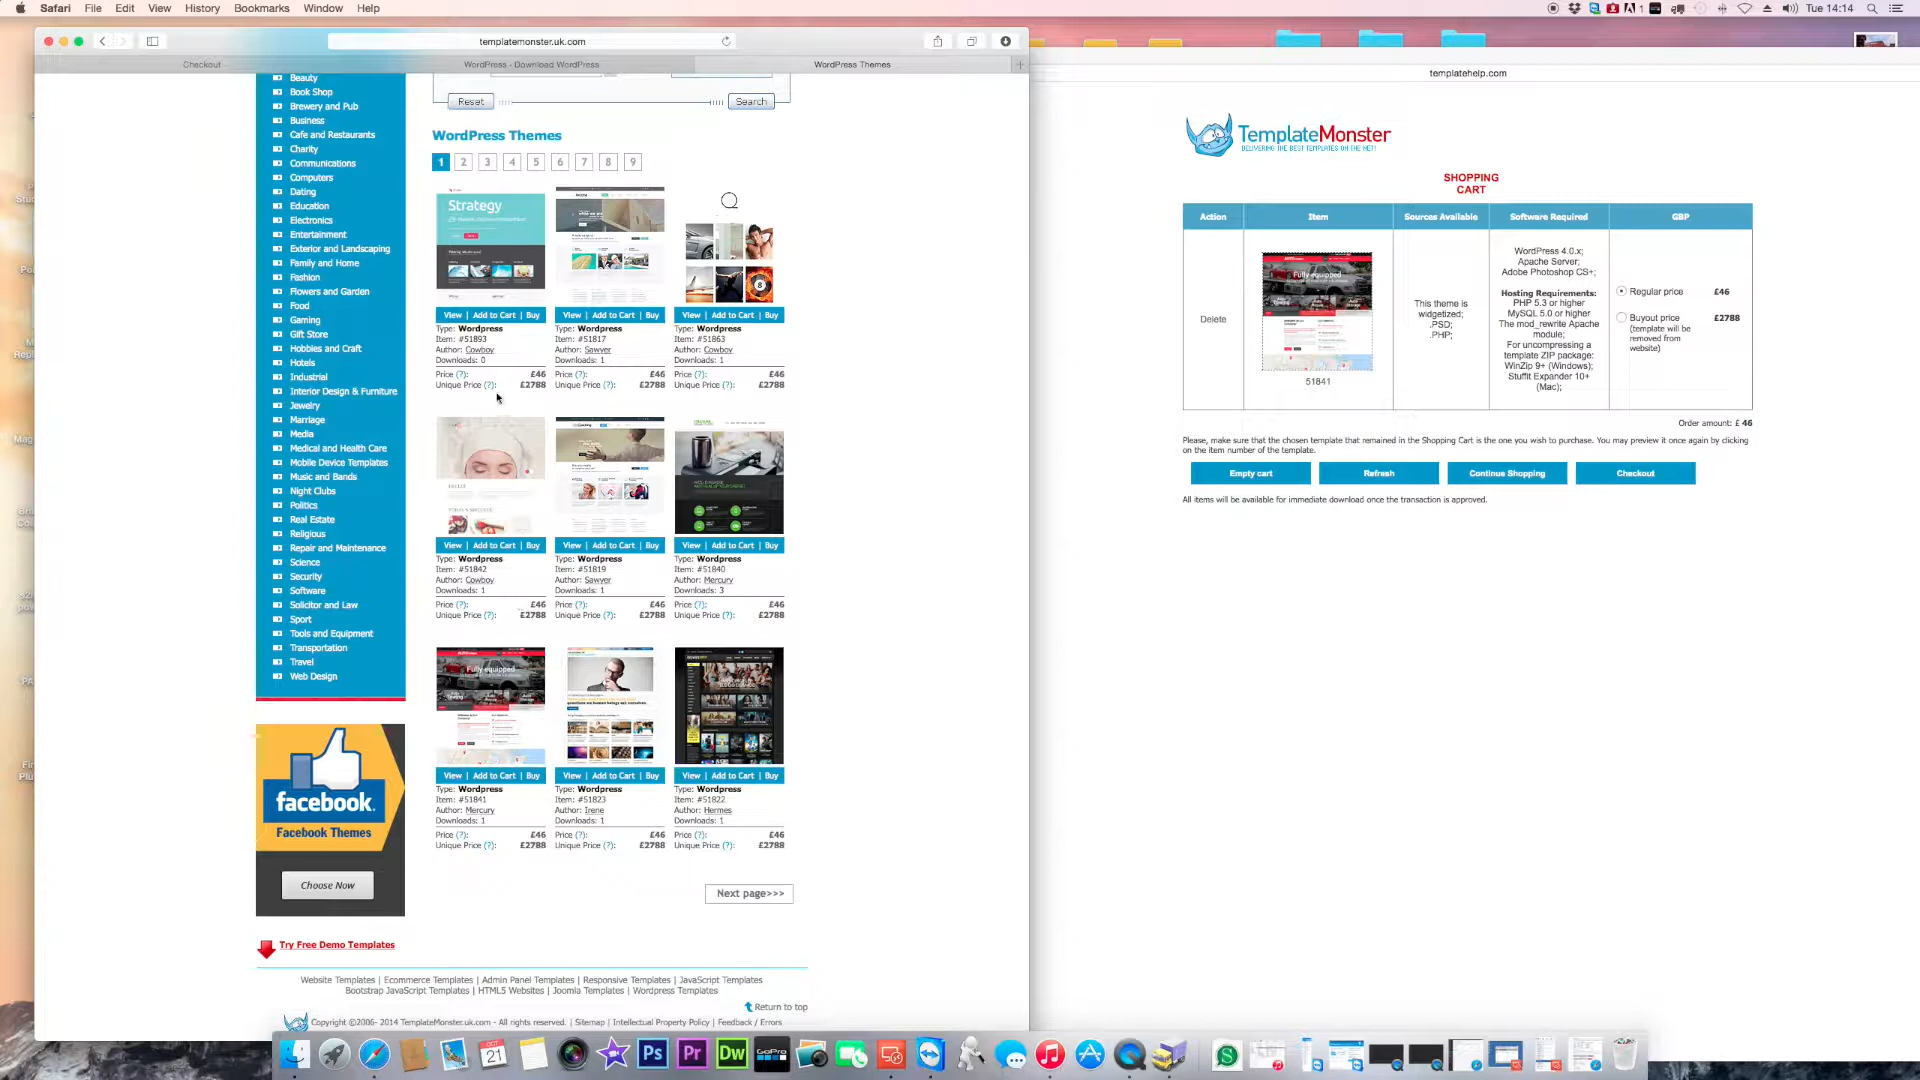 Safari File Edit View History Bookmarks Window Help
1
Tue 14:14
templatemonster.uk.com
Checkout
WordPress - Download WordPress
WordPress Themes
Beauty
Book Shop
Brewery and Pub
Business
Cafe and Restaurants
Charity
Communications
Computers
Dating
Education
Electronics
Entertainment
Exterior and Landscaping
Family and Home
Fashion
Flowers and Garden
Food
Gaming
Gift Store
Hobbies and Craft
Hotels
Industrial
Interior Design & Furniture
Jewelry
Marriage
Media
Medical and Health Care
Mobile Device Templates
Music and Bands
Night Clubs
Politics
Real Estate
Religious
Repair and Maintenance
Science
Security
Software
Solicitor and Law
Sport
Tools and Equipment
Transportation
Travel
Web Design
facebook.
Facebook Themes
Choose Now
Try Free Demo Templates
Reset
Search
WordPress Themes
1 2 3 4 5 6 7 8 9
Strategy
View | Add to Cart | Buy
Type: Wordpress
Item: #51893
Author: Cowboy
Downloads: 0
Price (?): £46
Unique Price (?): £2788
View | Add to Cart | Buy
Type: Wordpress
Item: #51817
Author: Sawyer
Downloads: 1
Price (?): £46
Unique Price (?): £2788
8
View | Add to Cart | Buy
Type: Wordpress
Item: #51863
Author: Cowboy
Downloads: 1
Price (?): £46
Unique Price (?): £2788
View | Add to Cart | Buy
Type: Wordpress
Item: #51842
Author: Cowboy
Downloads: 1
Price (?): £46
Unique Price (?): £2788
View | Add to Cart | Buy
Type: Wordpress
Item: #51819
Author: Sawyer
Downloads: 1
Price (?): £46
Unique Price (?): £2788
View | Add to Cart | Buy
Type: Wordpress
Item: #51840
Author: Mercury
Downloads: 3
Price (?): £46
Unique Price (?): £2788
Fully equipped
View | Add to Cart | Buy
Type: Wordpress
Item: #51841
Author: Mercury
Downloads: 1
Price (?): £46
Unique Price (?): £2788
View | Add to Cart | Buy
Type: Wordpress
Item: #51823
Author: Irene
Downloads: 1
Price (?): £46
Unique Price (?): £2788
View | Add to Cart | Buy
Type: Wordpress
Item: #51822
Author: Hermes
Downloads: 1
Price (?): £46
Unique Price (?): £2788
Next page>>>
Website Templates | Ecommerce Templates | Admin Panel Templates | Responsive Templates | JavaScript Templates
Bootstrap JavaScript Templates | HTML5 Websites | Joomla Templates | Wordpress Templates
Return to top
Copyright ©2006- 2014 TemplateMonster.uk.com - All rights reserved. | Sitemap | Intellectual Property Policy | Feedback / Errors
templatehelp.com
TemplateMonster
DELIVERING THE BEST TEMPLATES ON THE NET!
SHOPPING
CART
Action Item Sources Available Software Required GBP
Delete
Fully equipped
51841
This theme is
widgetized;
.PSD;
.PHP;
WordPress 4.0.x;
Apache Server;
Adobe Photoshop CS+;
Hosting Requirements:
PHP 5.3 or higher
MySQL 5.0 or higher
The mod_rewrite Apache
module;
For uncompressing a
template ZIP package:
WinZip 9+ (Windows);
Stuffit Expander 10+
(Mac);
Regular price £46
Buyout price £2788
(template will be
removed from
website)
Order amount: £ 46
Please, make sure that the chosen template that remained in the Shopping Cart is the one you wish to purchase. You may preview it once again by clicking
on the item number of the template.
Empty cart Refresh Continue Shopping Checkout
All items will be available for immediate download once the transaction is approved.
OCT
21
Ps Pr Dw GoPro
S